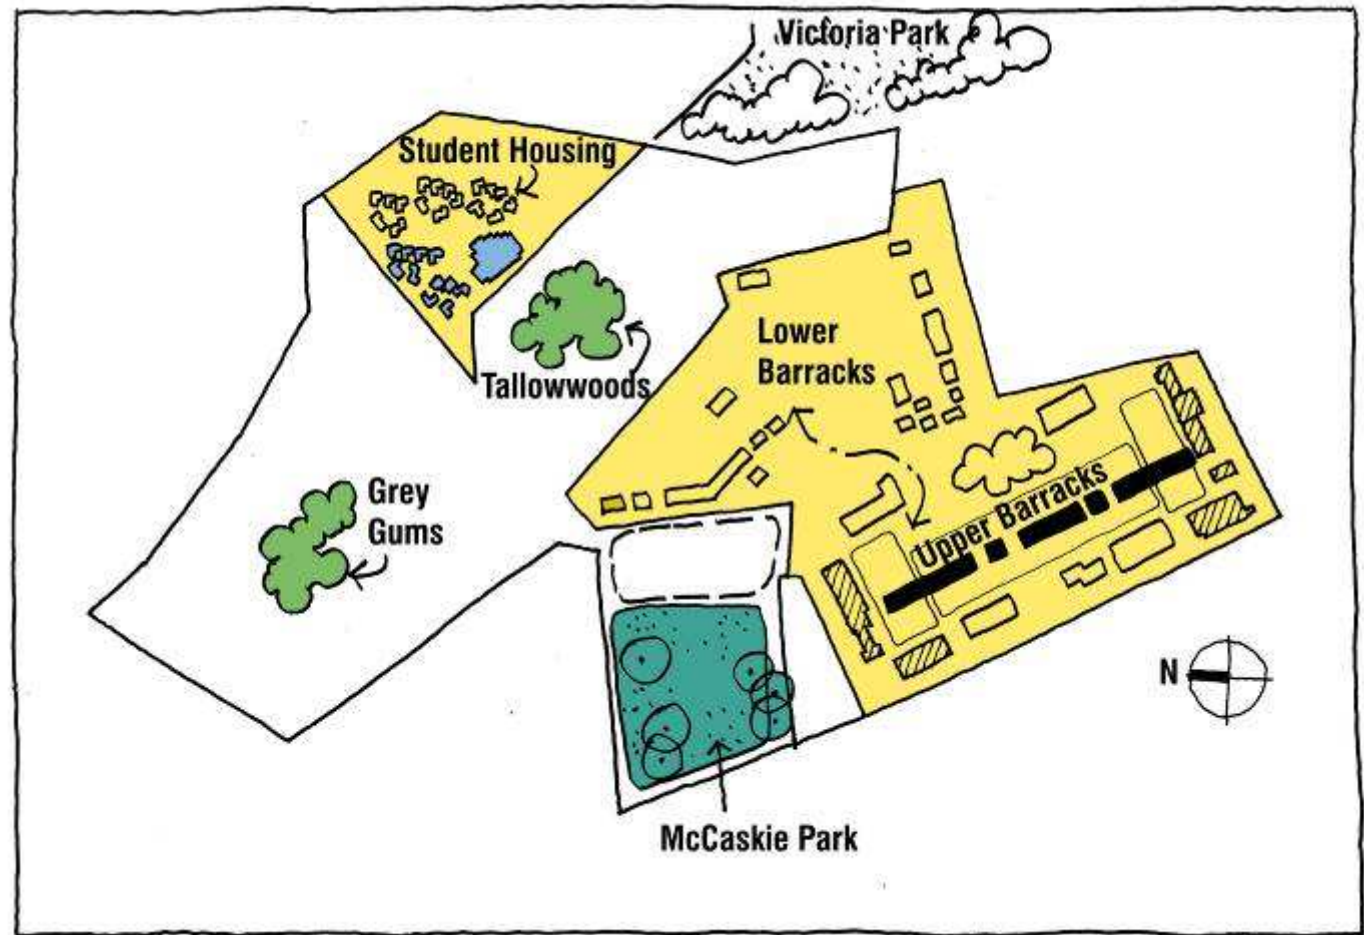 Victoria Park
Student Housing
Lower
Barracks
Tallowwoods
Grey
Gums
Upper Barracks
N
McCaskie Park